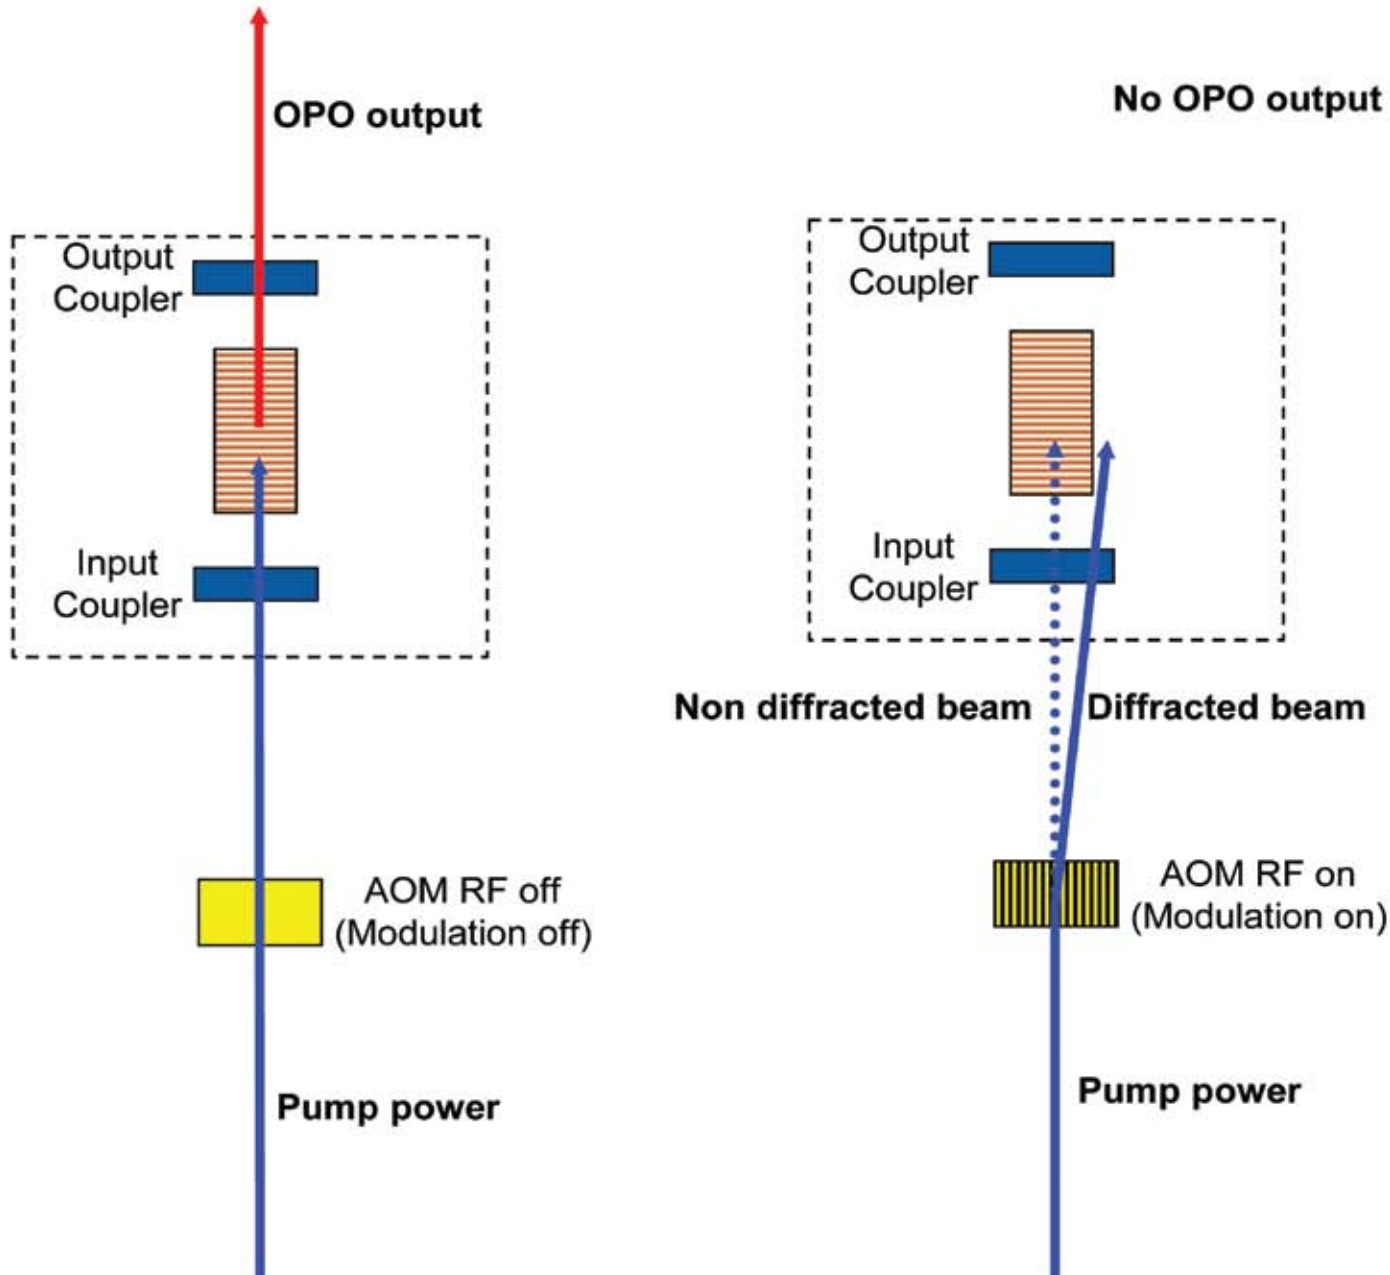 OPO output
Output
Coupler
Input
Coupler
AOM RF off
(Modulation off)
Pump power
No OPO output
Output
Coupler
Input
Coupler
Non diffracted beam
Diffracted beam
AOM RF on
(Modulation on)
Pump power